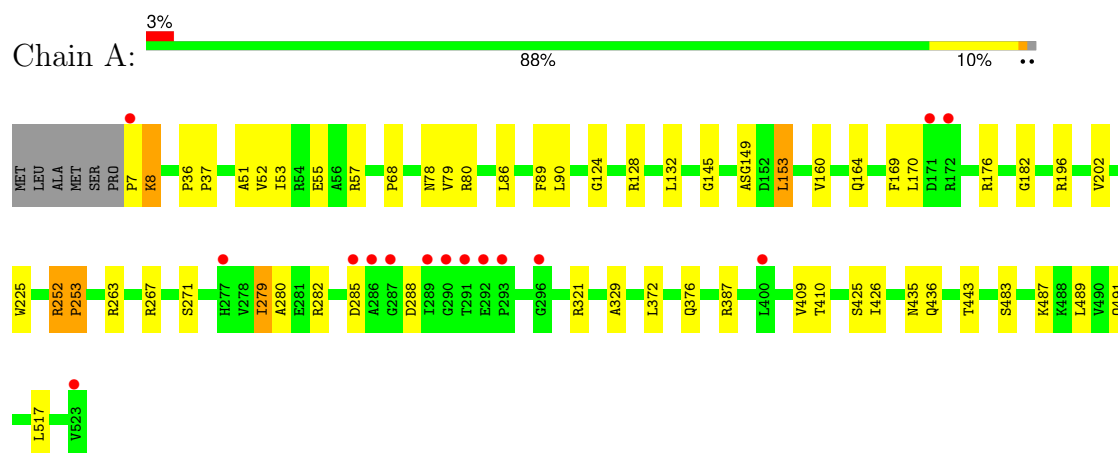 3%
Chain A:
88% 10% ••
MET LEU ALA MET SER PRO P7 K8 P36 P37 A51 V52 I53 R54 E55 A56 R57 P68 N78 V79 R80 L86 F89 L90 G124 R128 L132 G145 ASG149 D152 L153 V160 Q164 F169 L170 D171 R172 R176 G182 R196 V202
W225 R252 P253 R263 R267 S271 H277 V278 I279 A280 E281 R282 D285 A286 G287 D288 I289 G290 T291 E292 P293 G296 R321 A329 L372 Q376 R387 L400 V409 T410 S425 I426 N435 Q436 T443 S483 K487 K488 L489 V490
L517 V523